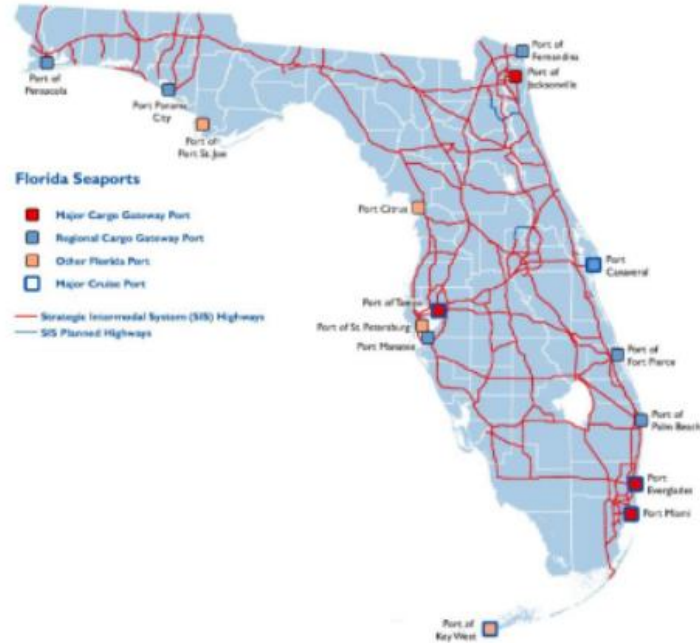 Port of
Fernandina
Port of
Jacksonville
Port of
Pensacola
Port Panama
City
Port of
Port St. Joe
Florida Seaports
Major Cargo Gateway Port
Regional Cargo Gateway Port
Other Florida Port
Major Cruise Port
Strategic Intermodal System (SIS) Highways
SIS Planned Highways
Port Citrus
Port
Canaveral
Port of Tampa
Port of St. Petersburg
Port Manatee
Port of
Fort Pierce
Port of
Palm Beach
Port
Everglades
Port Miami
Port of
Key West